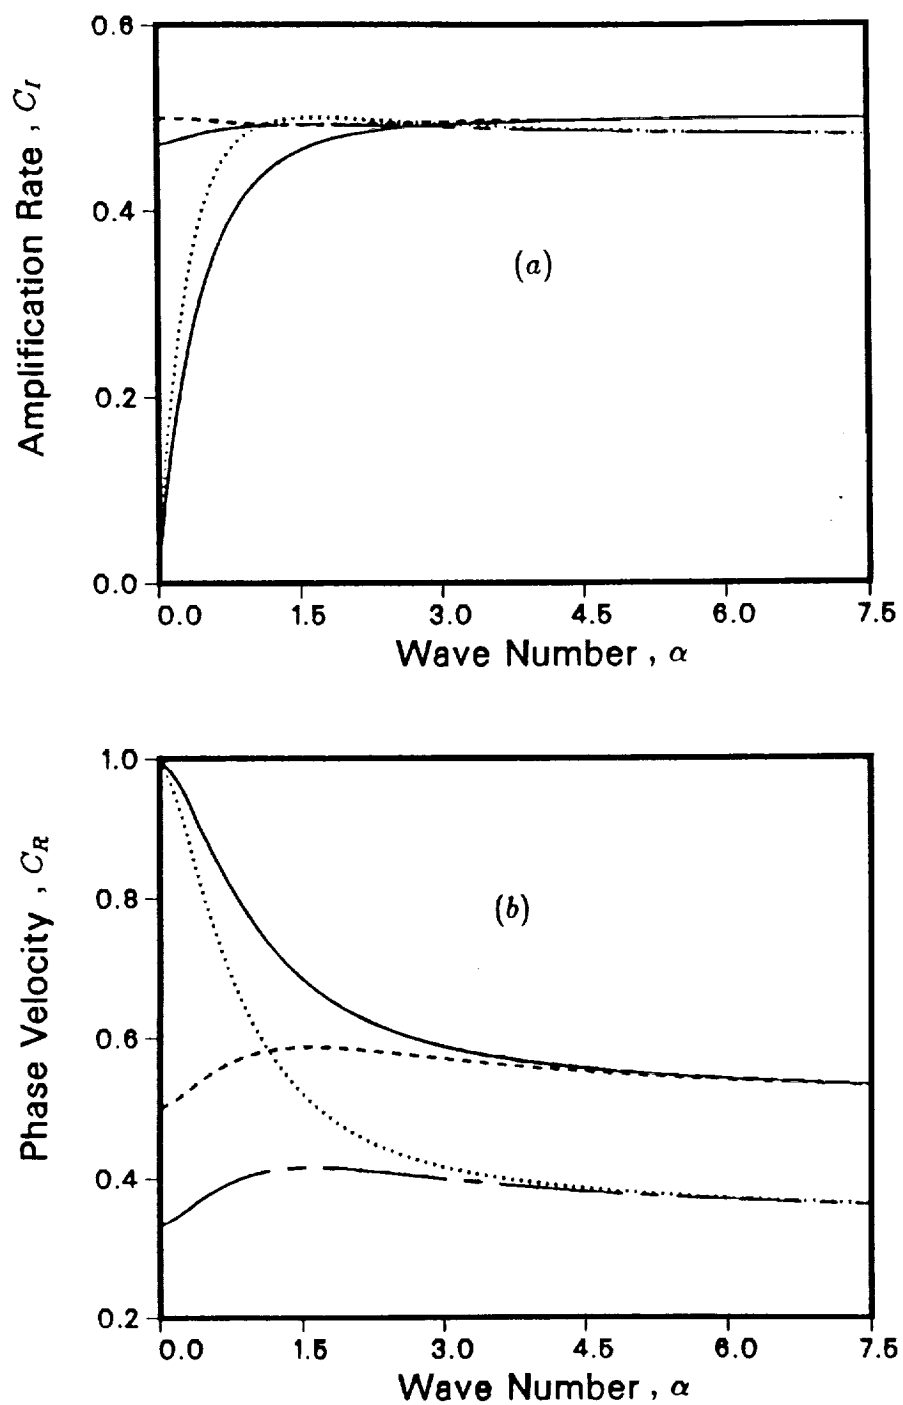 0.6
0.4
0.2
0.0
Amplification Rate , C_I
(a)
0.0 1.5 3.0 4.5 6.0 7.5
Wave Number , α
1.0
0.8
0.6
0.4
0.2
Phase Velocity , C_R
(b)
0.0 1.5 3.0 4.5 6.0 7.5
Wave Number , α